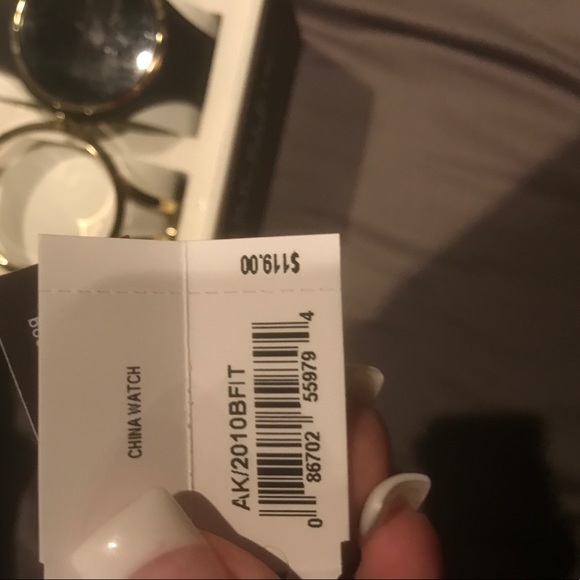 $119.00
CHINA WATCH
AK/2010BFIT
0 86702 55979 4